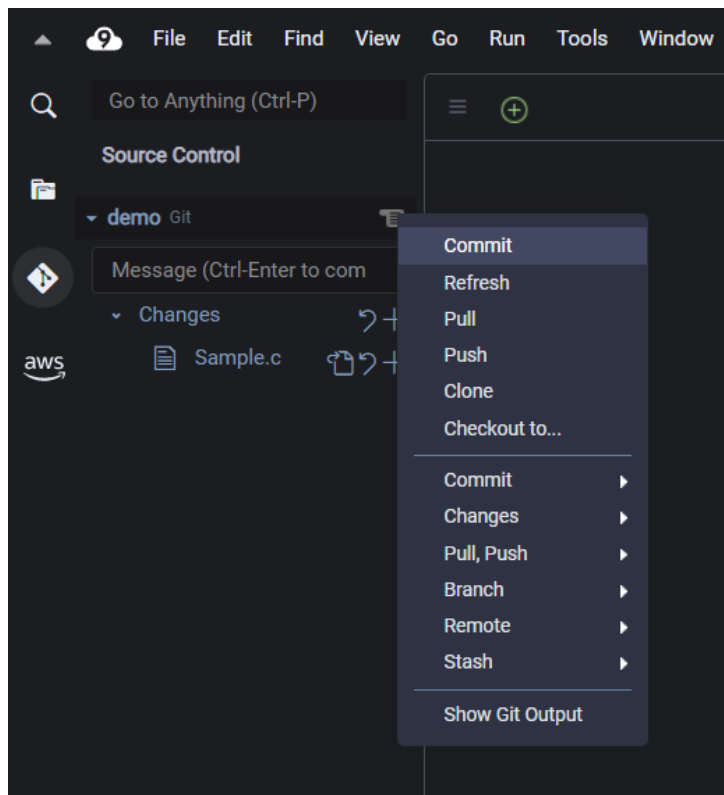 9 File Edit Find View Go Run Tools Window
Go to Anything (Ctrl-P)
Source Control
demo Git
Message (Ctrl-Enter to com
Changes
Sample.c
aws
Commit
Refresh
Pull
Push
Clone
Checkout to...
Commit
Changes
Pull, Push
Branch
Remote
Stash
Show Git Output